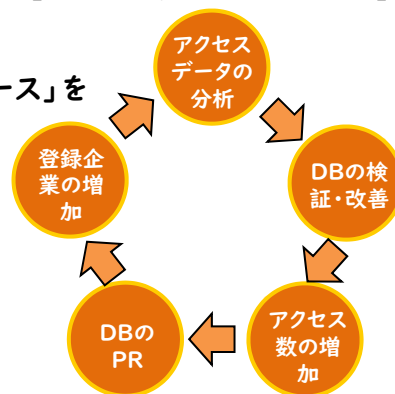 ース」を
アクセス
データの
分析
DBの検
証・改善
アクセス
数の増
加
DBの
PR
登録企
業の増
加